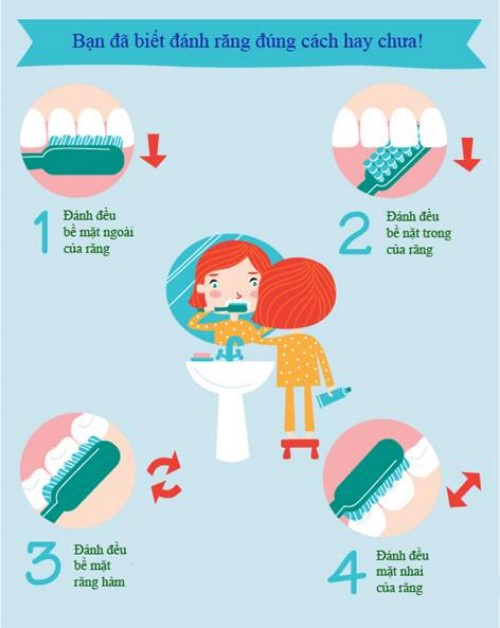 Bạn đã biết đánh răng đúng cách hay chưa!
1
Đánh đều
bề mặt ngoài
của răng
2
Đánh đều
bề nặt trong
của răng
3
Đánh đều
bề mặt
răng hàm
4
Đánh đều
mặt nhai
của răng